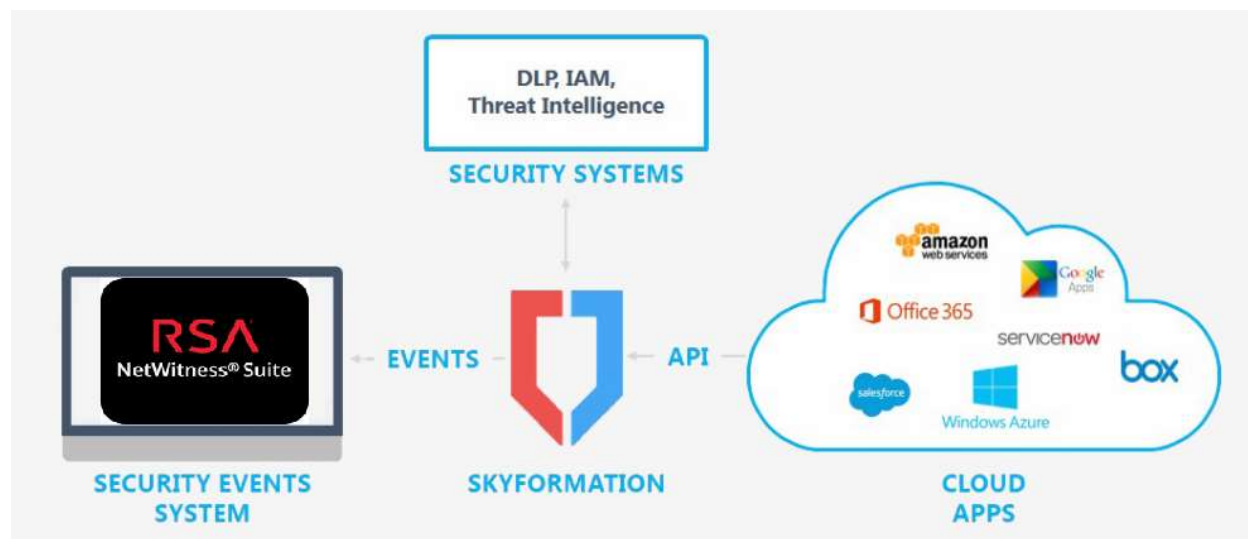 DLP, IAM,
Threat Intelligence
SECURITY SYSTEMS
amazon
web services
Google
Apps
Office 365
servicenow
box
salesforce
Windows Azure
RSA
NetWitness® Suite
EVENTS
API
SECURITY EVENTS
SYSTEM
SKYFORMATION
CLOUD
APPS